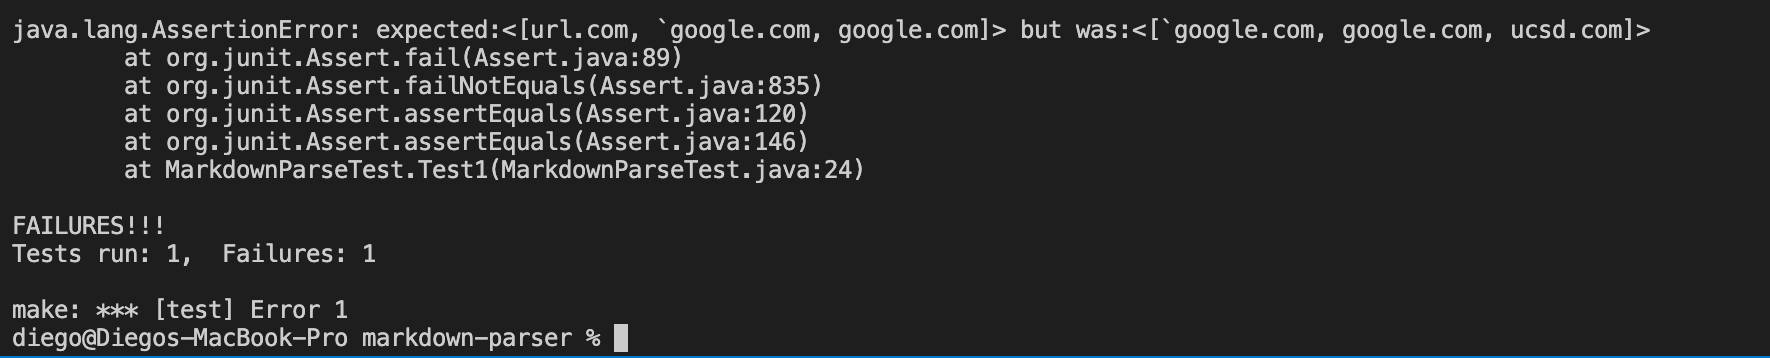 java.lang.AssertionError: expected:<[url.com, `google.com, google.com]> but was:<[`google.com, google.com, ucsd.com]>
        at org.junit.Assert.fail(Assert.java:89)
        at org.junit.Assert.failNotEquals(Assert.java:835)
        at org.junit.Assert.assertEquals(Assert.java:120)
        at org.junit.Assert.assertEquals(Assert.java:146)
        at MarkdownParseTest.Test1(MarkdownParseTest.java:24)

FAILURES!!!
Tests run: 1,  Failures: 1

make: *** [test] Error 1
diego@Diegos-MacBook-Pro markdown-parser %